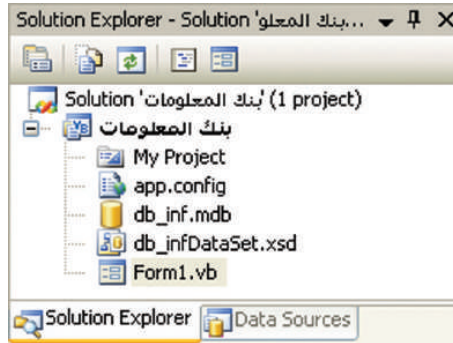 Solution Explorer - Solution 'بنك المعلو...
Solution 'بنك المعلومات' (1 project)
بنك المعلومات
My Project
app.config
db_inf.mdb
db_infDataSet.xsd
Form1.vb
Solution Explorer
Data Sources